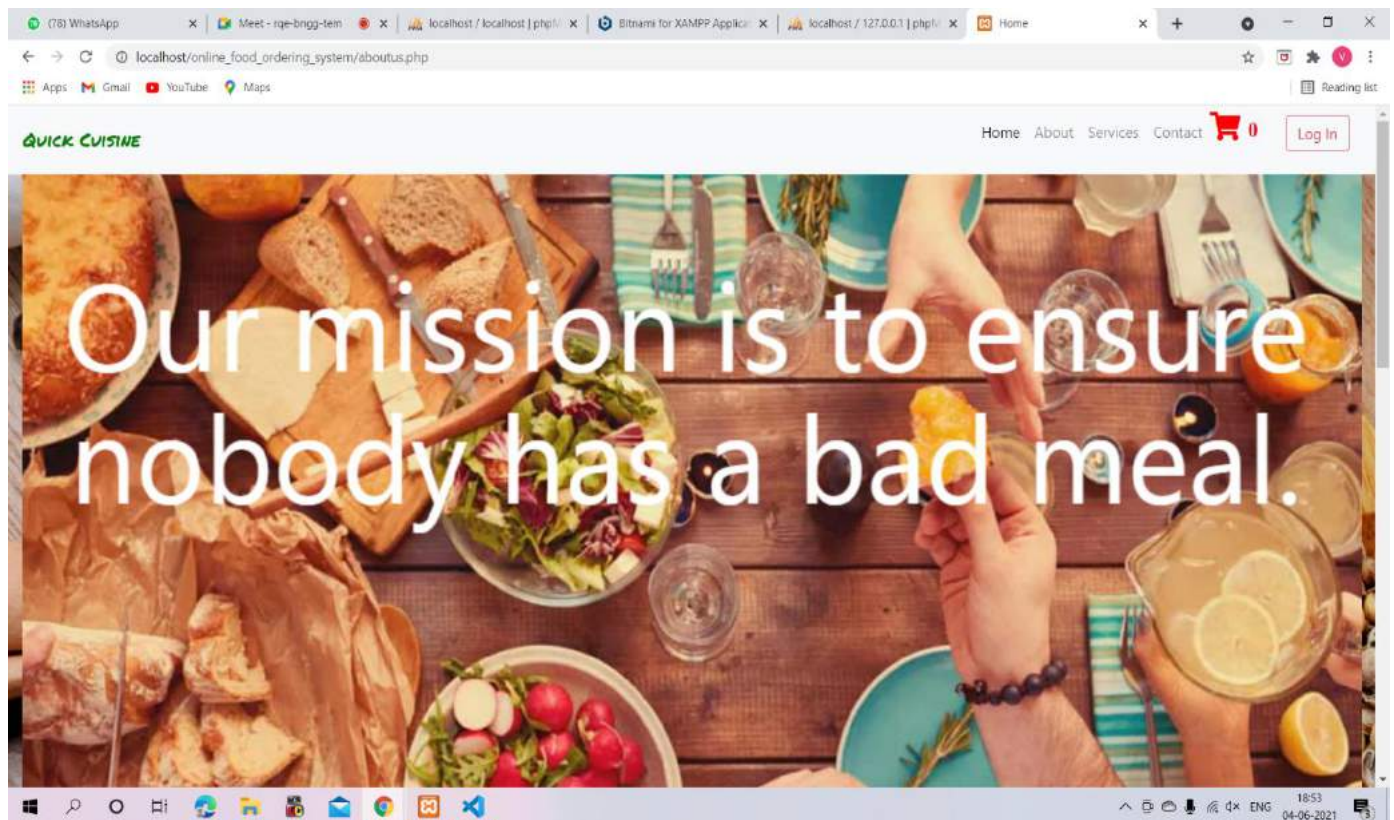 (78) WhatsApp
Meet - rqe-bngg-tem
localhost / localhost | php
Bitnami for XAMPP Applica
localhost / 127.0.0.1 | php
Home
localhost/online_food_ordering_system/aboutus.php
Apps Gmail YouTube Maps Reading list
Quick Cuisine
Home About Services Contact 0 Log In
Our mission is to ensure
nobody has a bad meal.
ENG
18:53
04-06-2021